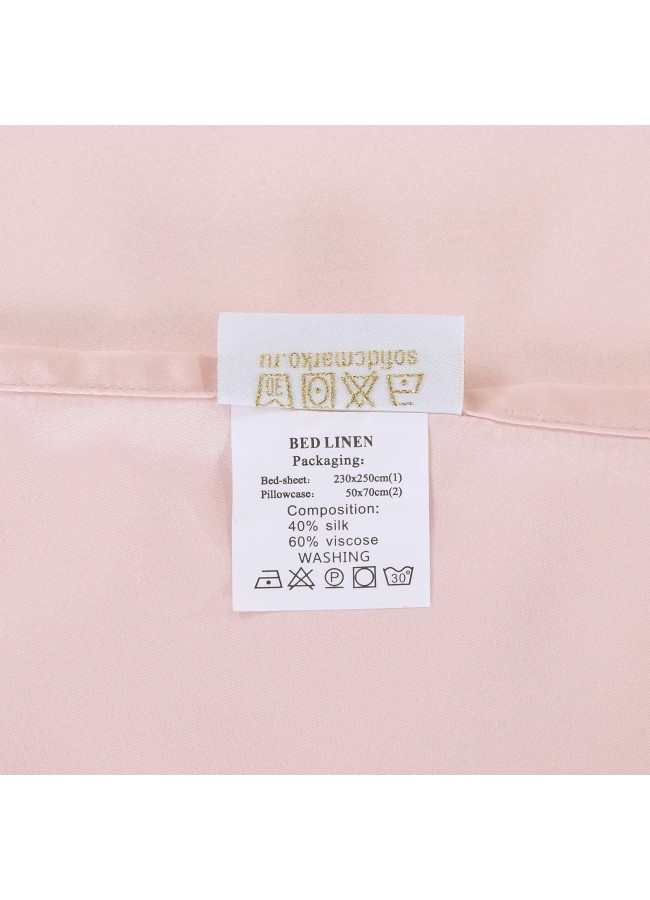 sofidcmarko.ru
30
BED LINEN
Packaging:
Bed-sheet: 230x250cm(1)
Pillowcase: 50x70cm(2)
Composition:
40% silk
60% viscose
WASHING
P 30°